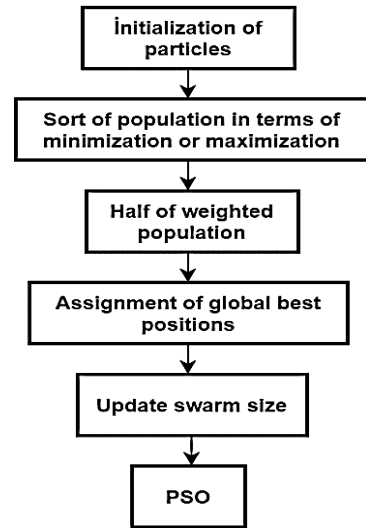 İnitialization of
particles
Sort of population in terms of
minimization or maximization
Half of weighted
population
Assignment of global best
positions
Update swarm size
PSO